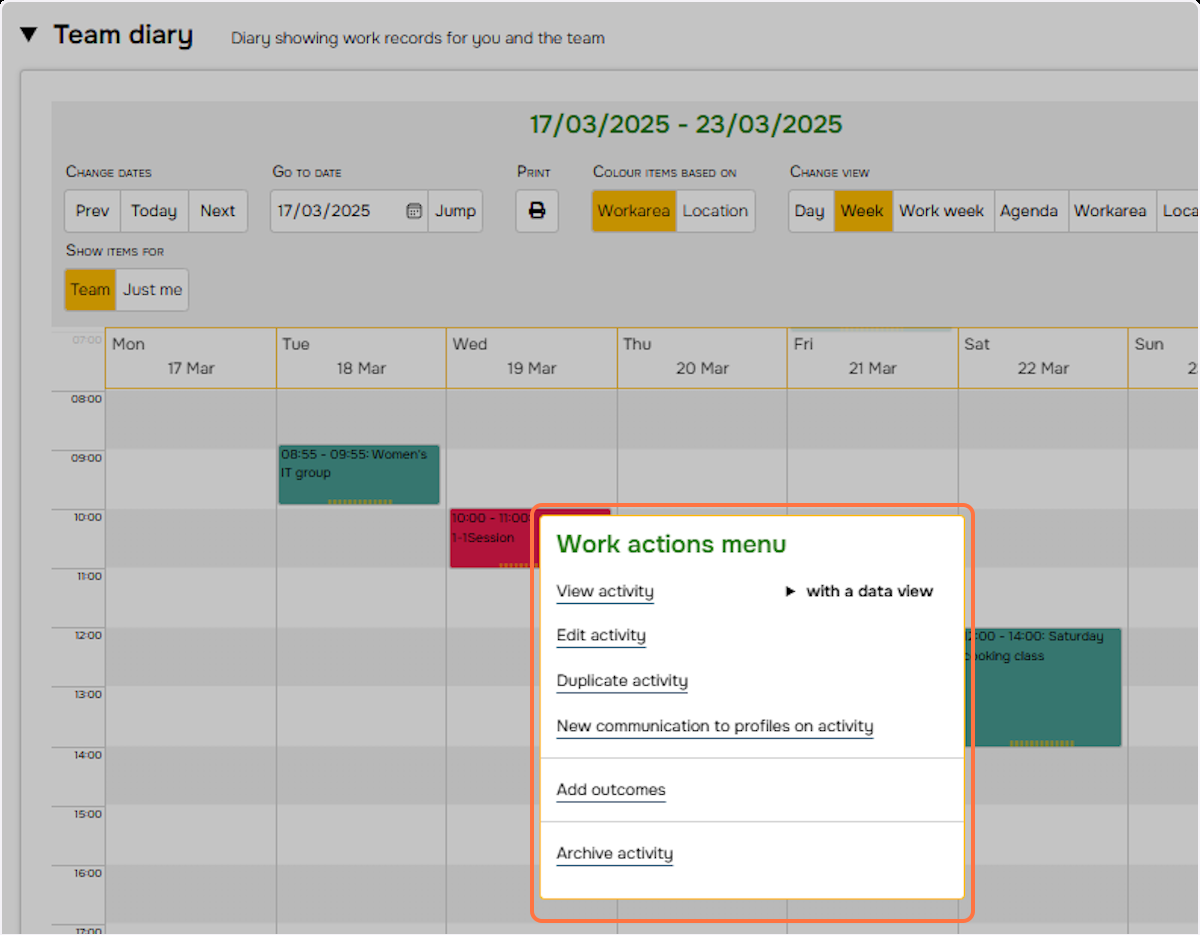 ▼ Team diary Diary showing work records for you and the team
17/03/2025 - 23/03/2025
Change dates Go to date Print Colour items based on Change view
Prev Today Next 17/03/2025 Jump Workarea Location Day Week Work week Agenda Workarea Loca
Show items for
Team Just me
07:00 Mon Tue Wed Thu Fri Sat Sun
17 Mar 18 Mar 19 Mar 20 Mar 21 Mar 22 Mar 2
08:00
08:55 - 09:55: Women's
09:00
IT group
10:00 10:00 - 11:00:
1-1Session
Work actions menu
11:00
View activity ▶ with a data view
12:00 Edit activity 12:00 - 14:00: Saturday
cooking class
Duplicate activity
13:00
New communication to profiles on activity
14:00
Add outcomes
15:00
Archive activity
16:00
17:00